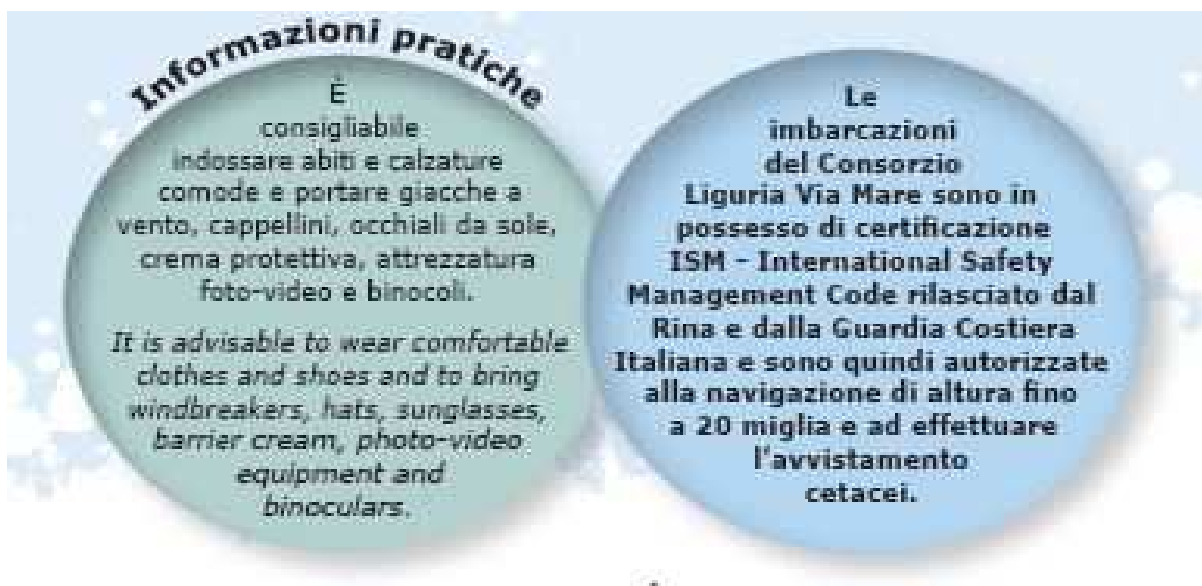 Informazioni pratiche
È
consigliabile
indossare abiti e calzature
comode e portare giacche a
vento, cappellini, occhiali da sole,
crema protettiva, attrezzatura
foto-video e binocoli.
It is advisable to wear comfortable
clothes and shoes and to bring
windbreakers, hats, sunglasses,
barrier cream, photo-video
equipment and
binoculars.
Le
imbarcazioni
del Consorzio
Liguria Via Mare sono in
possesso di certificazione
ISM - International Safety
Management Code rilasciato dal
Rina e dalla Guardia Costiera
Italiana e sono quindi autorizzate
alla navigazione di altura fino
a 20 miglia e ad effettuare
l'avvistamento
cetacei.